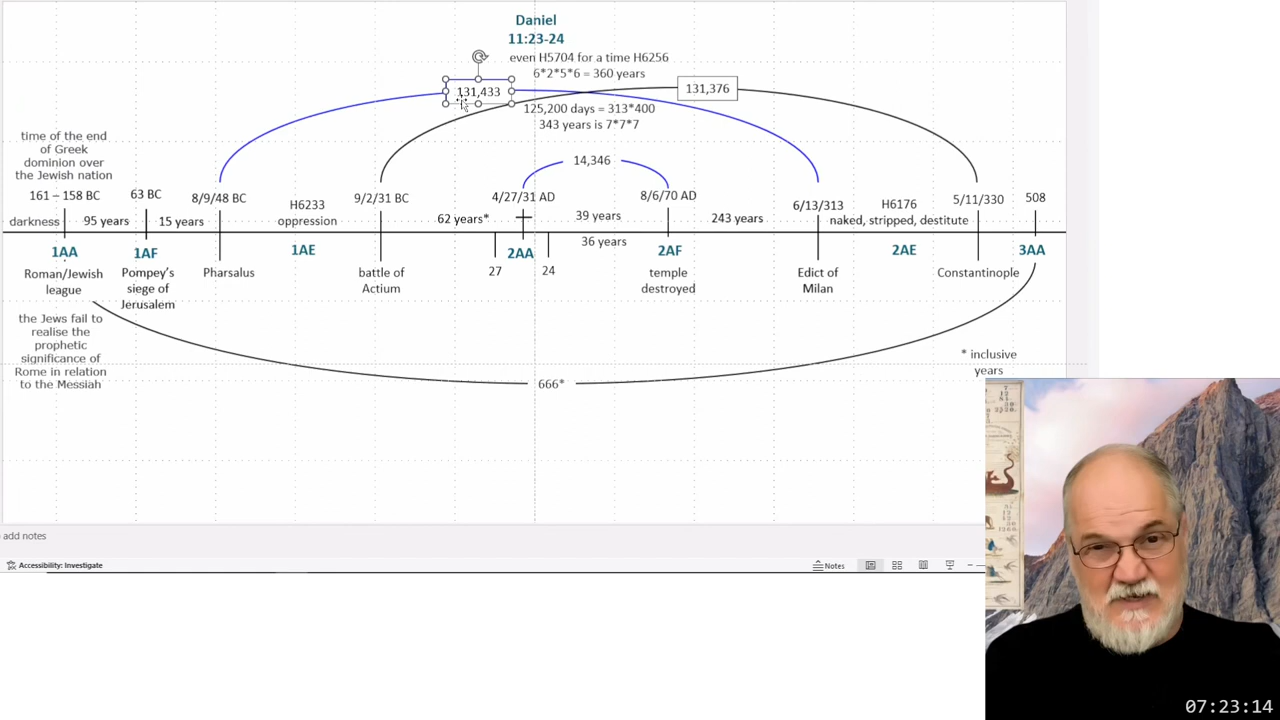 Daniel
11:23-24
even H5704 for a time H6256
6*2*5*6 = 360 years
131,433
131,376
125,200 days = 313*400
343 years is 7*7*7
14,346
time of the end
of Greek
dominion over
the Jewish nation
161 – 158 BC
63 BC
8/9/48 BC
H6233
oppression
9/2/31 BC
4/27/31 AD
8/6/70 AD
6/13/313
H6176
naked, stripped, destitute
5/11/330
508
darkness
95 years
15 years
62 years*
39 years
243 years
36 years
1AA
1AF
1AE
2AA
2AF
2AE
3AA
27
24
Roman/Jewish
league
Pompey's
siege of
Jerusalem
Pharsalus
battle of
Actium
temple
destroyed
Edict of
Milan
Constantinople
the Jews fail to
realise the
prophetic
significance of
Rome in relation
to the Messiah
666*
* inclusive
years
add notes
Accessibility: Investigate
Notes
07:23:14